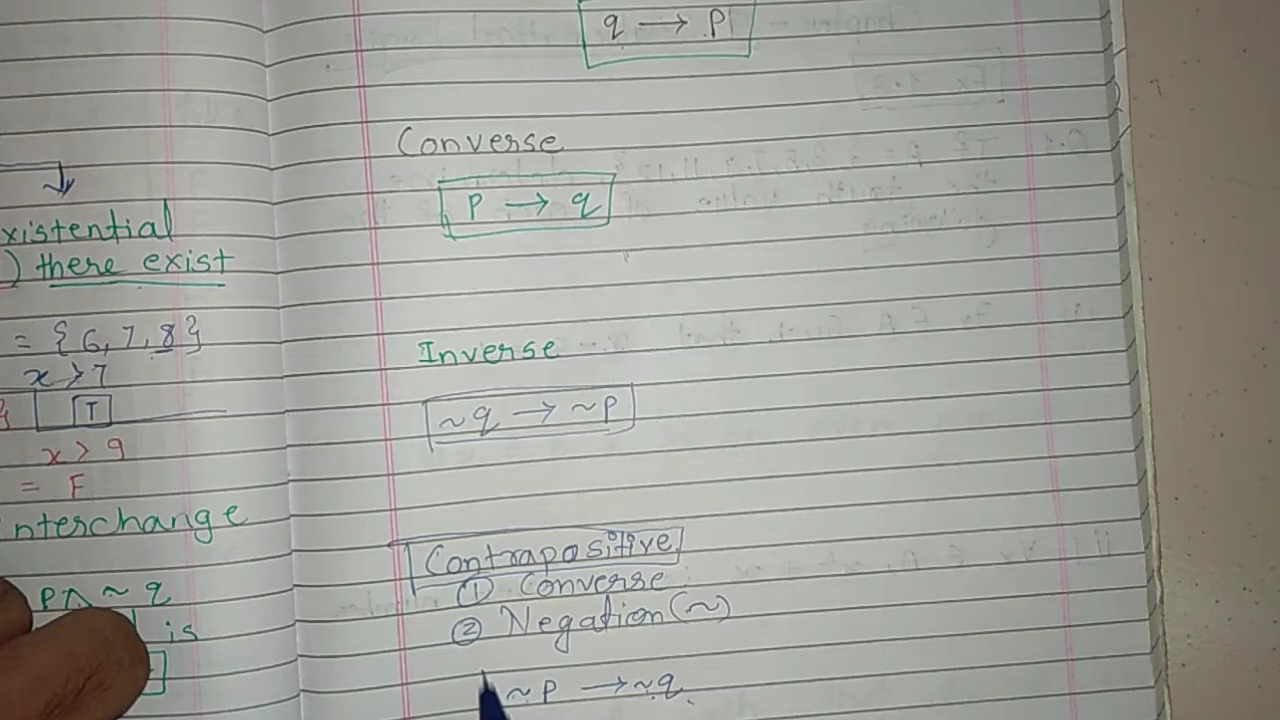 xistential
) there exist
= {6, 7, 8}
x > 7
T
x > 9
= F
nterchange
P ∧ ~ q
is
q → P
Converse
P → q
Inverse
~q → ~P
Contrapositive
① Converse
② Negation (~)
~P → ~q